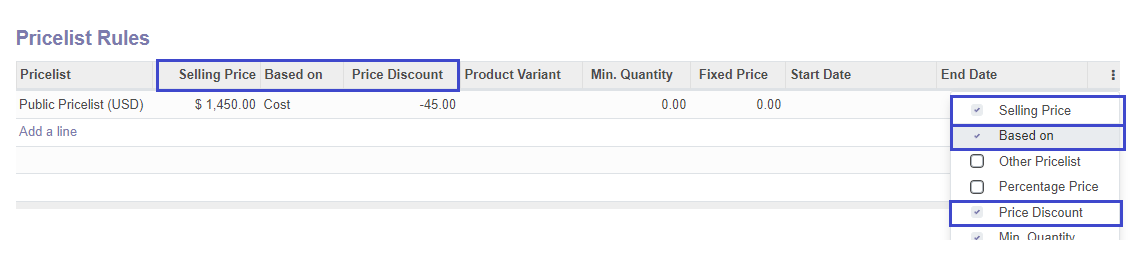 Pricelist Rules
Pricelist Selling Price Based on Price Discount Product Variant Min. Quantity Fixed Price Start Date End Date
Public Pricelist (USD) $ 1,450.00 Cost -45.00 0.00 0.00
Add a line
Selling Price
Based on
Other Pricelist
Percentage Price
Price Discount
Min. Quantity